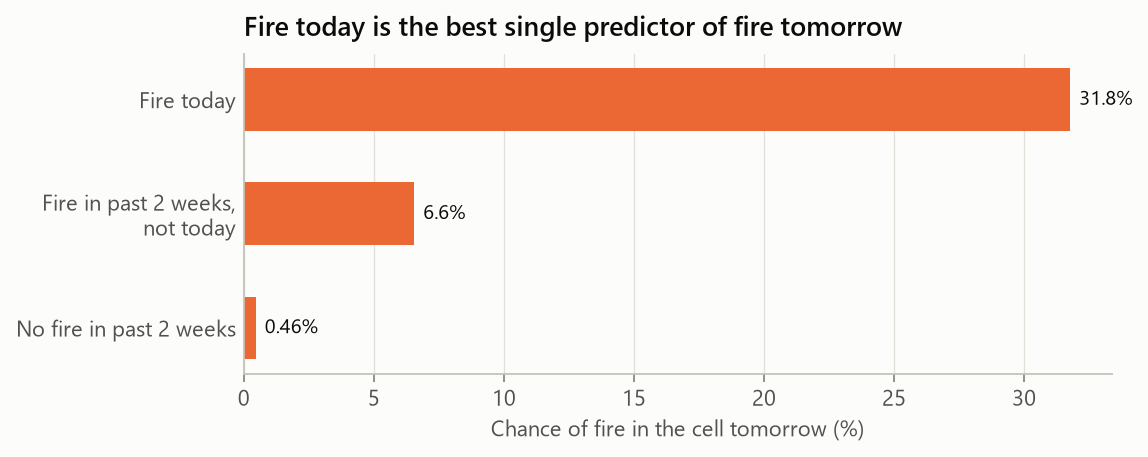 Fire today is the best single predictor of fire tomorrow
Fire today
31.8%
Fire in past 2 weeks,
not today
6.6%
No fire in past 2 weeks
0.46%
0 5 10 15 20 25 30
Chance of fire in the cell tomorrow (%)